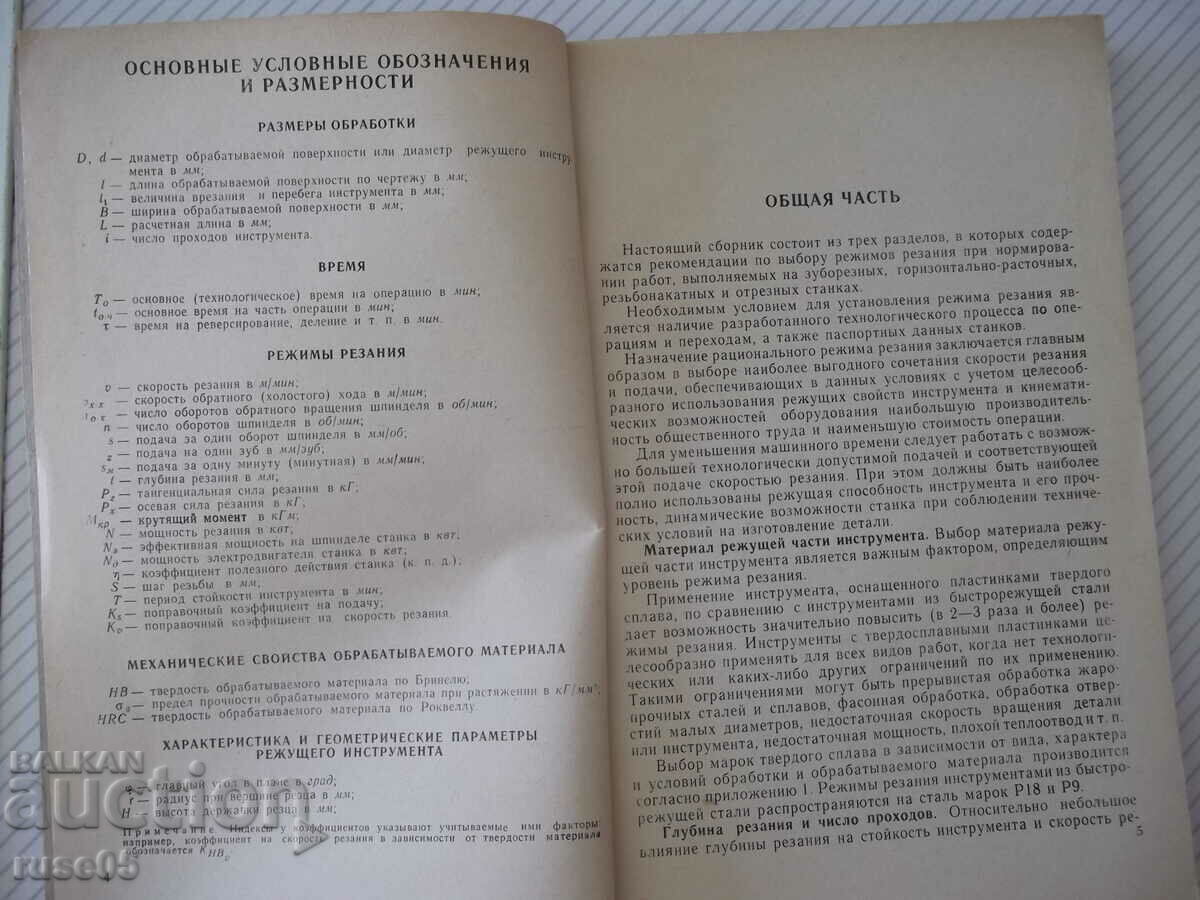 ОСНОВНЫЕ УСЛОВНЫЕ ОБОЗНАЧЕНИЯ
И РАЗМЕРНОСТИ
РАЗМЕРЫ ОБРАБОТКИ
D, d — диаметр обрабатываемой поверхности или диаметр режущего инстру
мента в мм;
l — длина обрабатываемой поверхности по чертежу в мм;
l₁ — величина врезания и перебега инструмента в мм;
B — ширина обрабатываемой поверхности в мм;
L — расчетная длина в мм;
i — число проходов инструмента.
ВРЕМЯ
Tо — основное (технологическое) время на операцию в мин;
tо ч — основное время на часть операции в мин;
τ — время на реверсирование, деление и т. п. в мин.
РЕЖИМЫ РЕЗАНИЯ
v — скорость резания в м/мин;
х х — скорость обратного (холостого) хода в м/мин;
о х — число оборотов обратного вращения шпинделя в об/мин;
n — число оборотов шпинделя в об/мин;
s — подача за один оборот шпинделя в мм/об;
z — подача на один зуб в мм/зуб;
sм — подача за одну минуту (минутная) в мм/мин;
t — глубина резания в мм;
Pz — тангенциальная сила резания в кГ;
Px — осевая сила резания в кГ;
Mкр — крутящий момент в кГм;
N — мощность резания в квт;
Nэ — эффективная мощность на шпинделе станка в квт;
Nд — мощность электродвигателя станка в квт;
η — коэффициент полезного действия станка (к. п. д.);
S — шаг резьбы в мм;
T — период стойкости инструмента в мин;
Ks — поправочный коэффициент на подачу;
Kv — поправочный коэффициент на скорость резания.
МЕХАНИЧЕСКИЕ СВОЙСТВА ОБРАБАТЫВАЕМОГО МАТЕРИАЛА
HB — твердость обрабатываемого материала по Бринелю;
σв — предел прочности обрабатываемого материала при растяжении в кГ/мм²;
HRC — твердость обрабатываемого материала по Роквеллу.
ХАРАКТЕРИСТИКА И ГЕОМЕТРИЧЕСКИЕ ПАРАМЕТРЫ
РЕЖУЩЕГО ИНСТРУМЕНТА
φ — главный угол в плане в град;
r — радиус при вершине резца в мм;
H — высота державки резца в мм;
Примечание Индексы у коэффициентов указывают учитываемые ими факторы:
например, коэффициент на скорость резания в зависимости от твердости материала
обозначается KHBv
ОБЩАЯ ЧАСТЬ
Настоящий сборник состоит из трех разделов, в которых содер-
жатся рекомендации по выбору режимов резания при нормирова-
нии работ, выполняемых на зуборезных, горизонтально-расточных,
резьбонакатных и отрезных станках.
Необходимым условием для установления режима резания яв-
ляется наличие разработанного технологического процесса по опе-
рациям и переходам, а также паспортных данных станков.
Назначение рационального режима резания заключается главным
образом в выборе наиболее выгодного сочетания скорости резания
и подачи, обеспечивающих в данных условиях с учетом целесооб-
разного использования режущих свойств инструмента и кинемати-
ческих возможностей оборудования наибольшую производитель-
ность общественного труда и наименьшую стоимость операции.
Для уменьшения машинного времени следует работать с возмож-
но большей технологически допустимой подачей и соответствующей
этой подаче скоростью резания. При этом должны быть наиболее
полно использованы режущая способность инструмента и его проч-
ность, динамические возможности станка при соблюдении техниче-
ских условий на изготовление детали.
Материал режущей части инструмента. Выбор материала режу-
щей части инструмента является важным фактором, определяющим
уровень режима резания.
Применение инструмента, оснащенного пластинками твердого
сплава, по сравнению с инструментами из быстрорежущей стали
дает возможность значительно повысить (в 2—3 раза и более) ре-
жимы резания. Инструменты с твердосплавными пластинками це-
лесообразно применять для всех видов работ, когда нет технологи-
ческих или каких-либо других ограничений по их применению.
Такими ограничениями могут быть прерывистая обработка жаро-
прочных сталей и сплавов, фасонная обработка, обработка отвер-
стий малых диаметров, недостаточная скорость вращения детали
или инструмента, недостаточная мощность, плохой теплоотвод и т. п.
Выбор марок твердого сплава в зависимости от вида, характера
и условий обработки и обрабатываемого материала производится
согласно приложению 1. Режимы резания инструментами из быстро-
режущей стали распространяются на сталь марок Р18 и Р9.
Глубина резания и число проходов. Относительно небольшое
влияние глубины резания на стойкость инструмента и скорость ре-
5
BALKAN
auction
ruse05